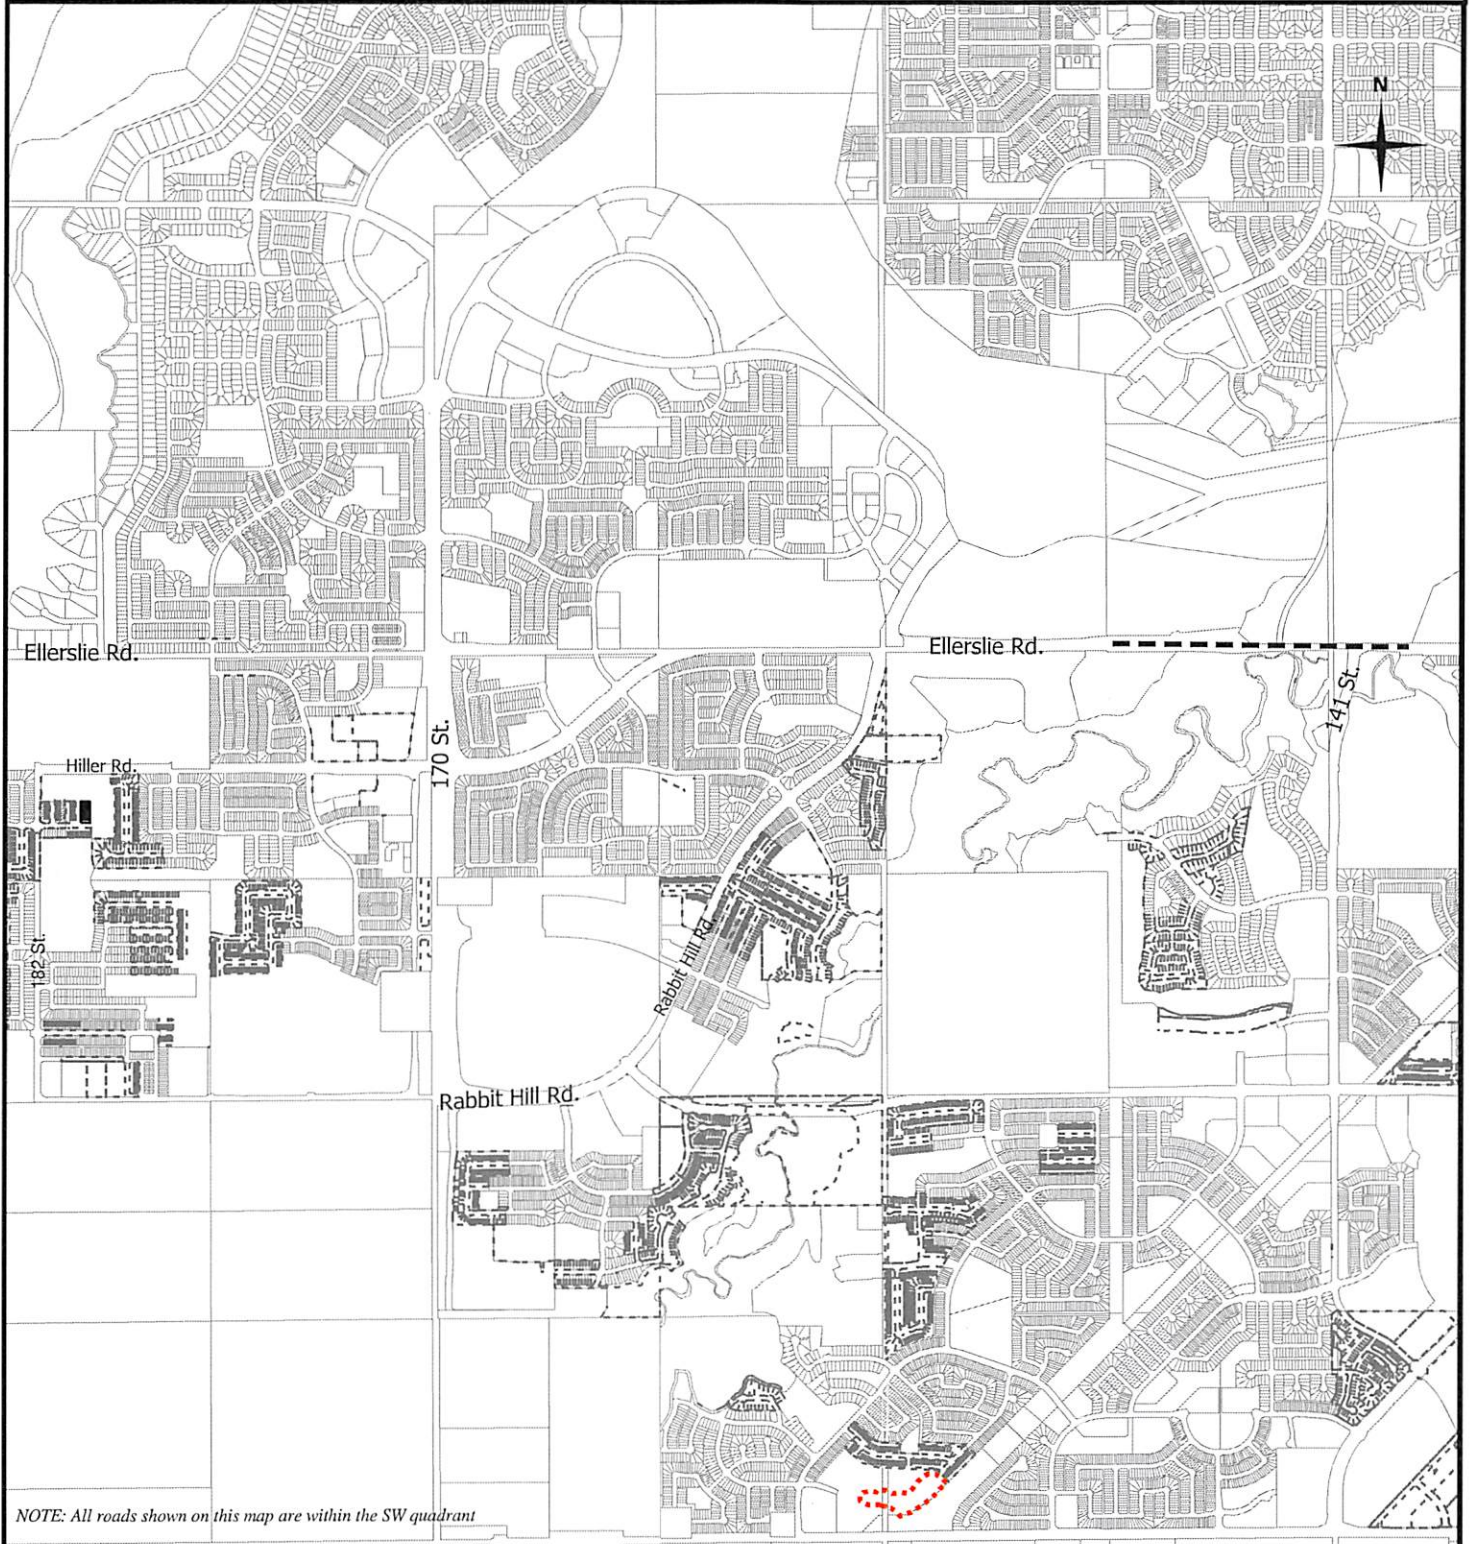 N
Ellerslie Rd.
Ellerslie Rd.
141 St.
170 St.
Hiller Rd.
182 St.
Rabbit Hill Rd.
Rabbit Hill Rd.
NOTE: All roads shown on this map are within the SW quadrant